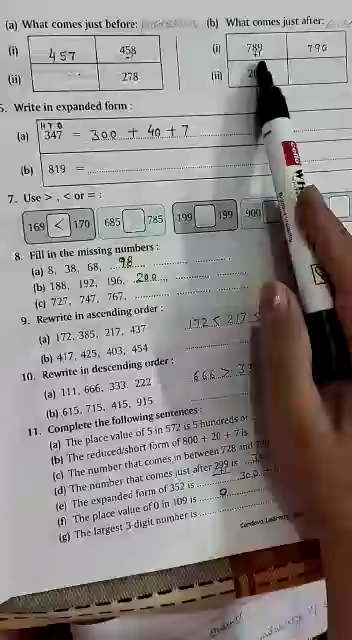 (a) What comes just before: (b) What comes just after:
(i) 457 458 (i) 789 790
(ii) 278 (ii)
5. Write in expanded form :
H T O
(a) 347 = 300 + 40 + 7
(b) 819 =
7. Use >, < or = :
169 < 170 685 785 199 199 900
8. Fill in the missing numbers :
(a) 8, 38, 68, 98
(b) 188, 192, 196, 200
(c) 727, 747, 767,
9. Rewrite in ascending order :
(a) 172, 385, 217, 437 172 < 217 <
(b) 417, 425, 403, 454
10. Rewrite in descending order :
(a) 111, 666, 333, 222 666 > 33
(b) 615, 715, 415, 915
11. Complete the following sentences :
(a) The place value of 5 in 572 is 5 hundreds or
(b) The reduced/short form of 800 + 20 + 7 is
(c) The number that comes in between 728 and
(d) The number that comes just after 299 is
(e) The expanded form of 352 is 300
(f) The place value of 0 in 109 is 0
(g) The largest 3-digit number is
Cordova Learning